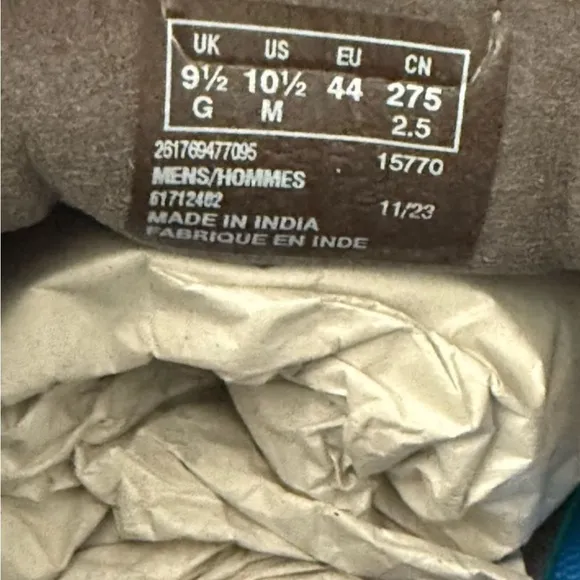 UK US EU CN
9½ 10½ 44 275
G M 2.5
261769477095 15770
MENS/HOMMES
61712402 11/23
MADE IN INDIA
FABRIQUE EN INDE